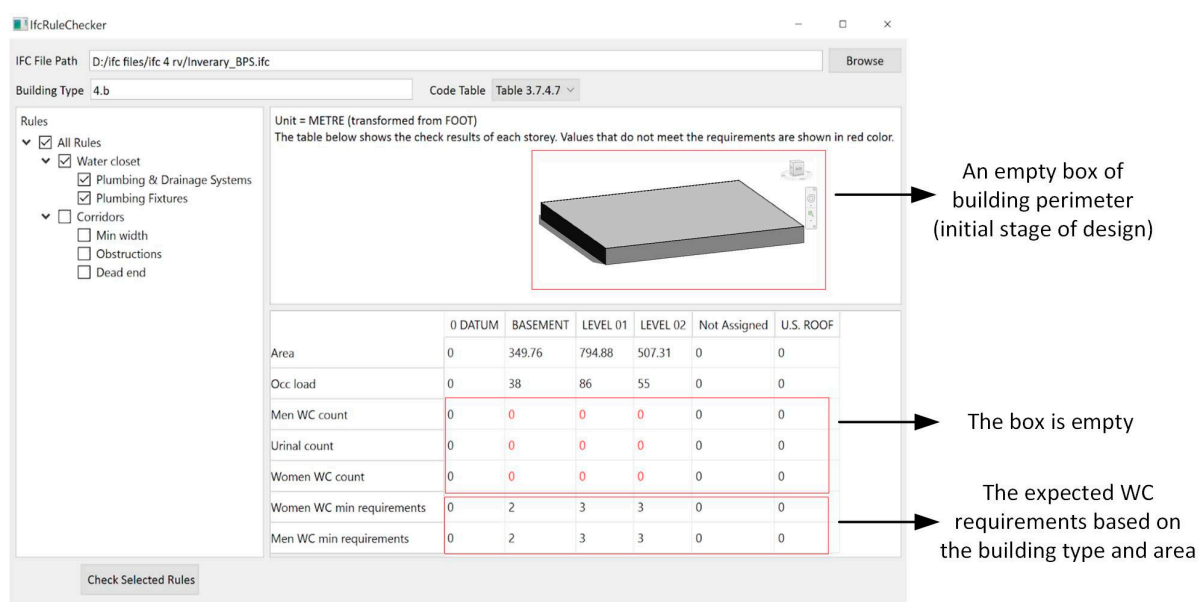 IfcRuleChecker
IFC File Path D:/ifc files/ifc 4 rv/Inverary_BPS.ifc Browse
Building Type 4.b Code Table Table 3.7.4.7
Rules
All Rules
Water closet
Plumbing & Drainage Systems
Plumbing Fixtures
Corridors
Min width
Obstructions
Dead end
Unit = METRE (transformed from FOOT)
The table below shows the check results of each storey. Values that do not meet the requirements are shown in red color.
An empty box of
building perimeter
(initial stage of design)
0 DATUM BASEMENT LEVEL 01 LEVEL 02 Not Assigned U.S. ROOF
Area 0 349.76 794.88 507.31 0 0
Occ load 0 38 86 55 0 0
Men WC count 0 0 0 0 0 0
Urinal count 0 0 0 0 0 0
Women WC count 0 0 0 0 0 0
Women WC min requirements 0 2 3 3 0 0
Men WC min requirements 0 2 3 3 0 0
The box is empty
The expected WC
requirements based on
the building type and area
Check Selected Rules